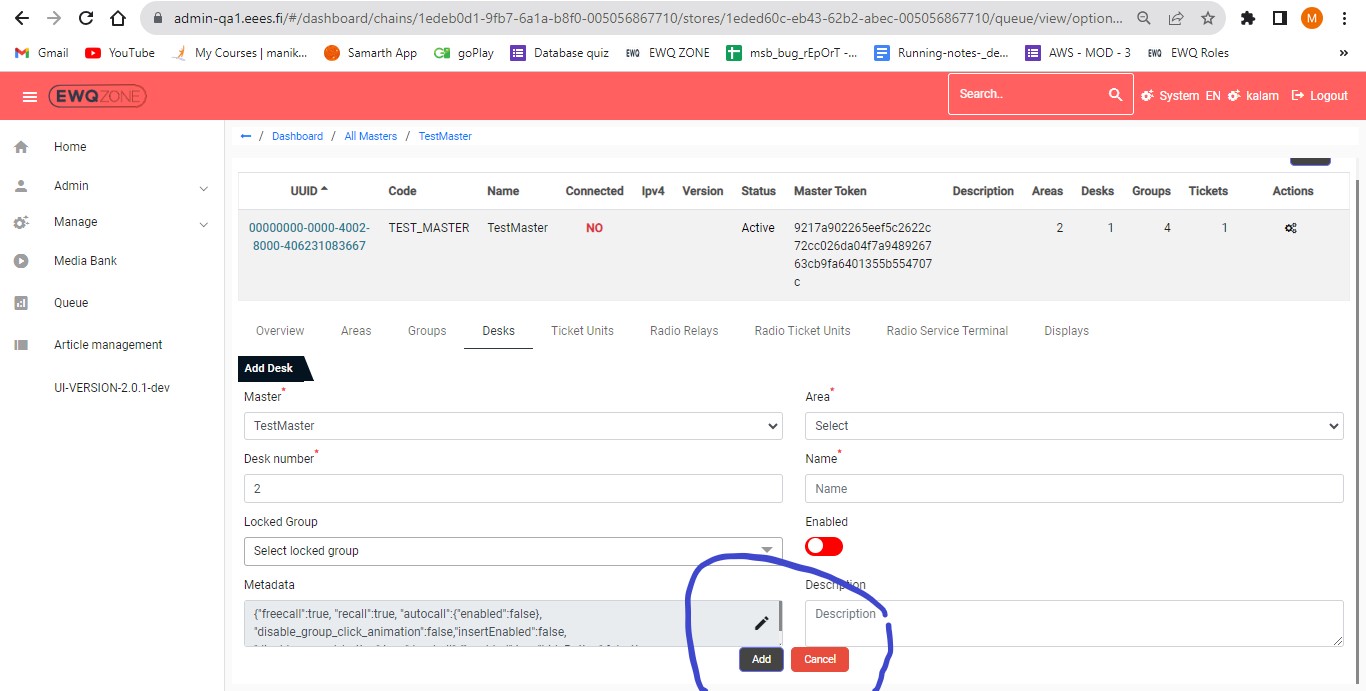 admin-qa1.eees.fi/#/dashboard/chains/1edeb0d1-9fb7-6a1a-b8f0-005056867710/stores/1eded60c-eb43-62b2-abec-005056867710/queue/view/option...
M
Gmail YouTube My Courses | manik... Samarth App goPlay Database quiz EWQ EWQ ZONE msb_bug_rEpOrT -... Running-notes-_de... AWS - MOD - 3 EWQ EWQ Roles »
EWQZONE Search.. System EN kalam Logout
Home
Admin
Manage
Media Bank
Queue
Article management
UI-VERSION-2.0.1-dev
/ Dashboard / All Masters / TestMaster
UUID Code Name Connected Ipv4 Version Status Master Token Description Areas Desks Groups Tickets Actions
00000000-0000-4002- TEST_MASTER TestMaster NO Active 9217a902265eef5c2622c 2 1 4 1
8000-406231083667 72cc026da04f7a9489267
63cb9fa6401355b554707
c
Overview Areas Groups Desks Ticket Units Radio Relays Radio Ticket Units Radio Service Terminal Displays
Add Desk
Master* Area*
TestMaster Select
Desk number* Name*
2 Name
Locked Group Enabled
Select locked group
Metadata Description
{"freecall":true, "recall":true, "autocall":{"enabled":false}, Description
"disable_group_click_animation":false,"insertEnabled":false,
Add Cancel